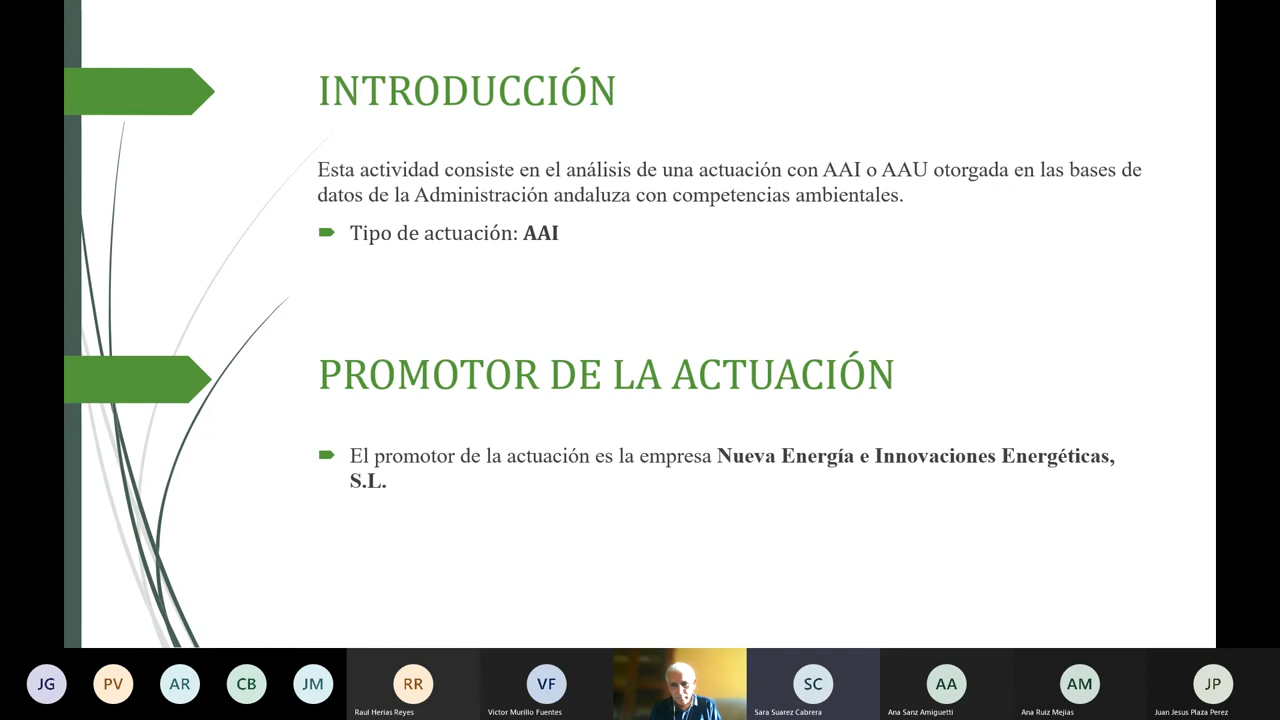 INTRODUCCIÓN
Esta actividad consiste en el análisis de una actuación con AAI o AAU otorgada en las bases de
datos de la Administración andaluza con competencias ambientales.
Tipo de actuación: AAI
PROMOTOR DE LA ACTUACIÓN
El promotor de la actuación es la empresa Nueva Energía e Innovaciones Energéticas,
S.L.
JG
PV
AR
CB
JM
RR
VF
SC
AA
AM
JP
Raul Herias Reyes
Victor Murillo Fuentes
Sara Suarez Cabrera
Ana Sanz Amiguetti
Ana Ruiz Mejias
Juan Jesus Plaza Perez